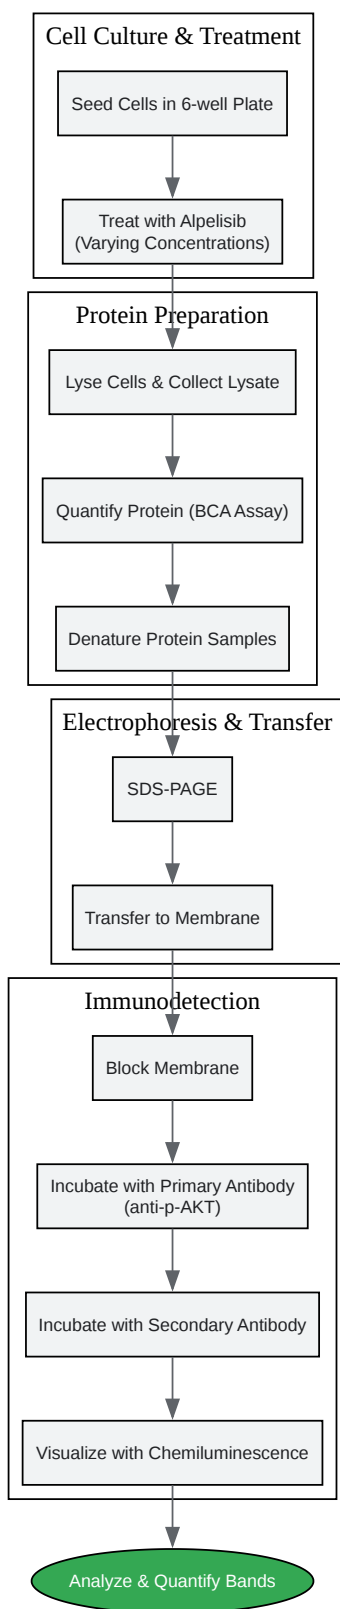 Cell Culture & Treatment
Seed Cells in 6-well Plate
Treat with Alpelisib
(Varying Concentrations)
Protein Preparation
Lyse Cells & Collect Lysate
Quantify Protein (BCA Assay)
Denature Protein Samples
Electrophoresis & Transfer
SDS-PAGE
Transfer to Membrane
Immunodetection
Block Membrane
Incubate with Primary Antibody
(anti-p-AKT)
Incubate with Secondary Antibody
Visualize with Chemiluminescence
Analyze & Quantify Bands